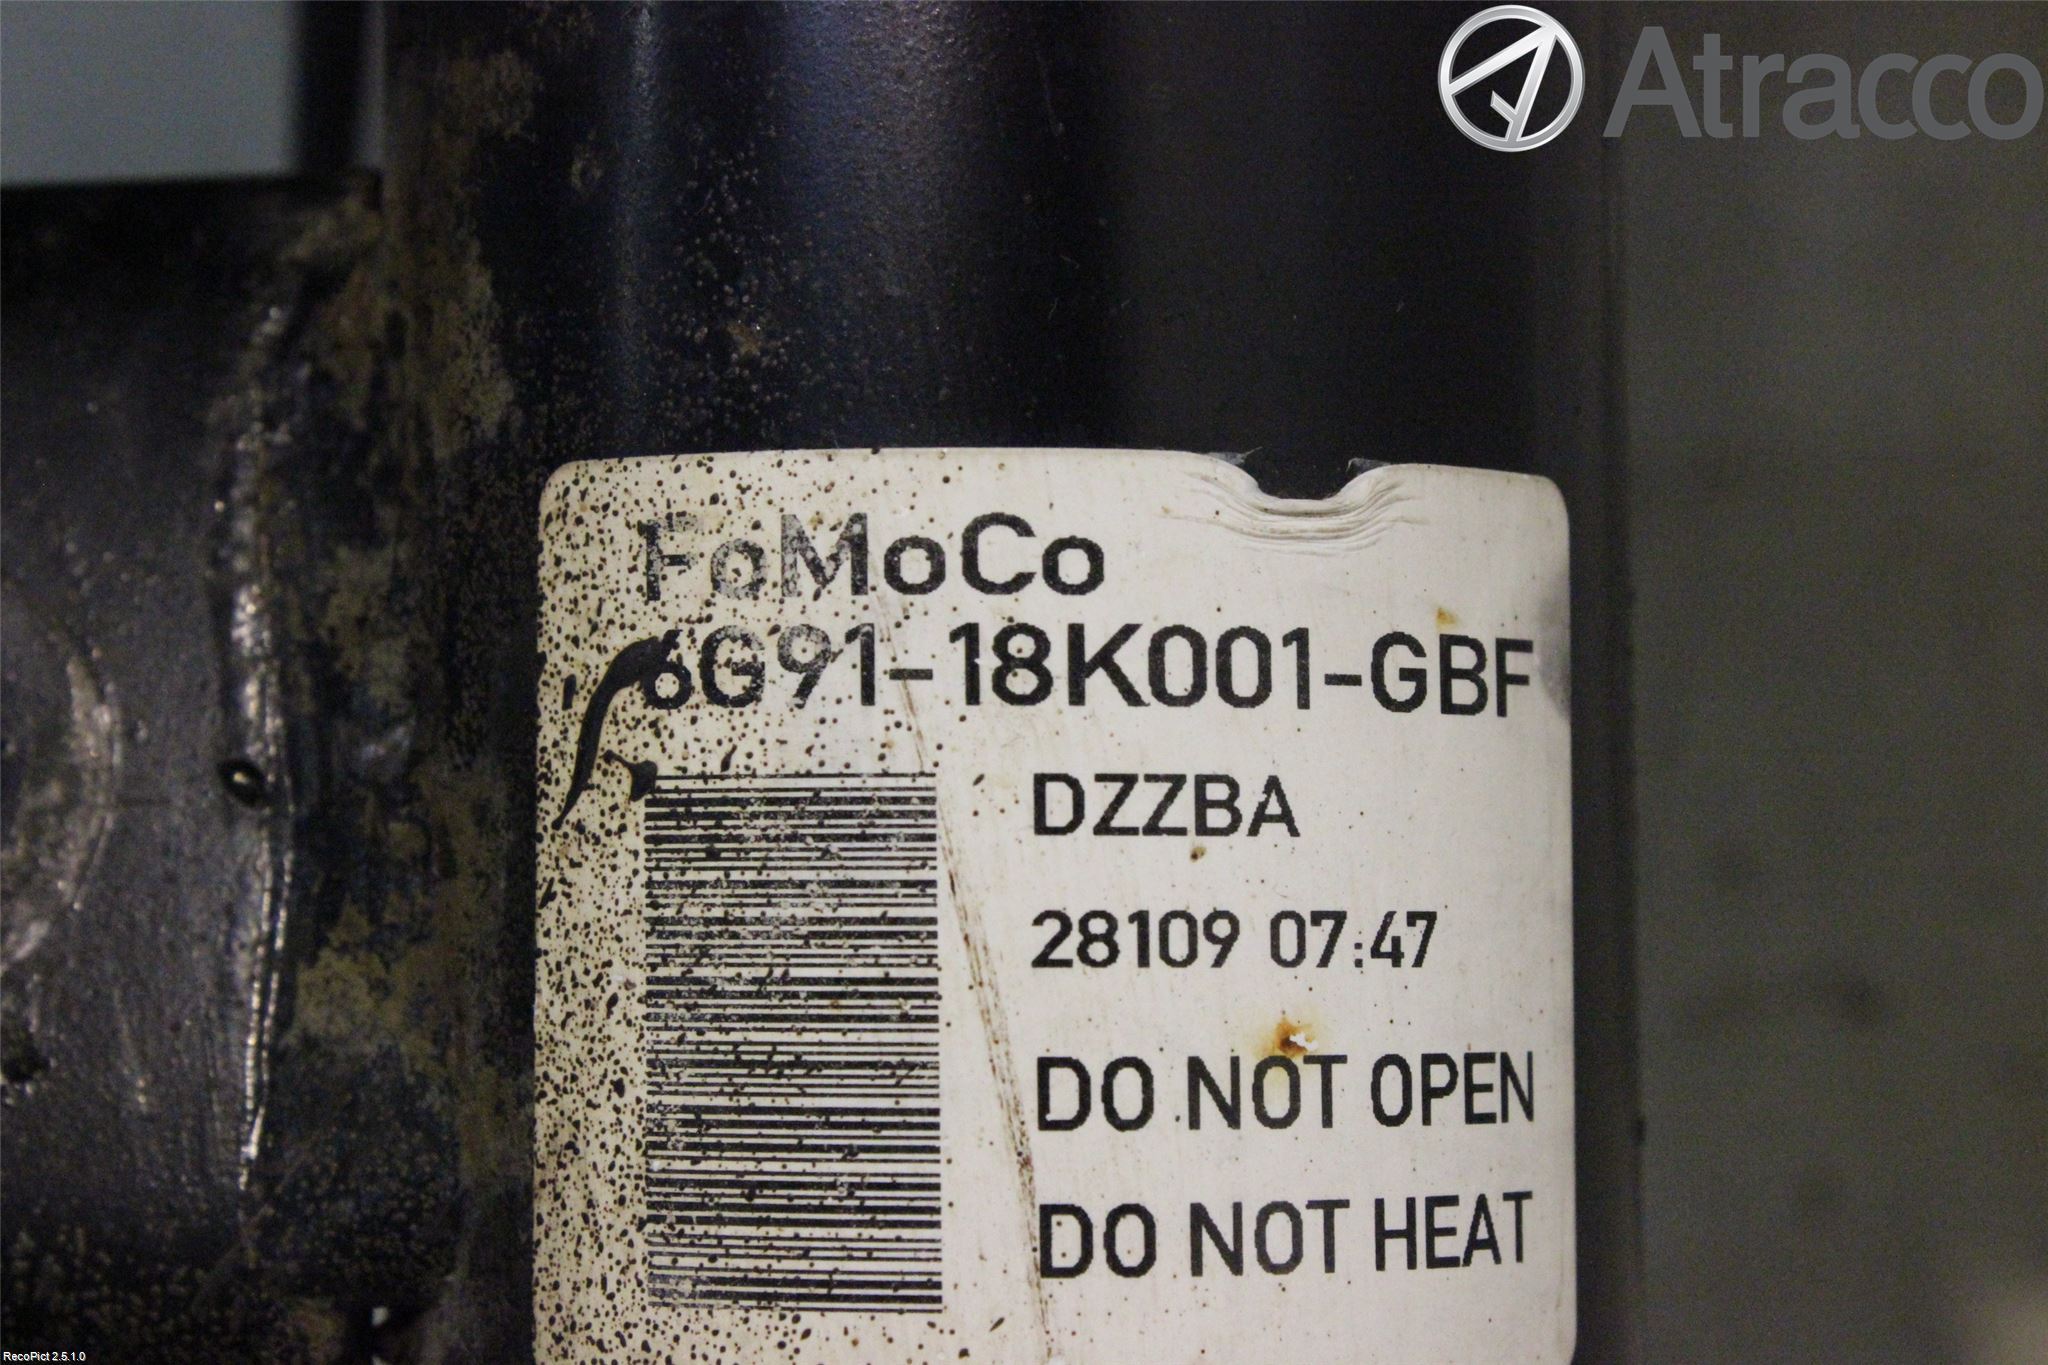 Atracco
FoMoCo
6G91-18K001-GBF
DZZBA
28109 07:47
DO NOT OPEN
DO NOT HEAT
RecoPict 2.5.1.0